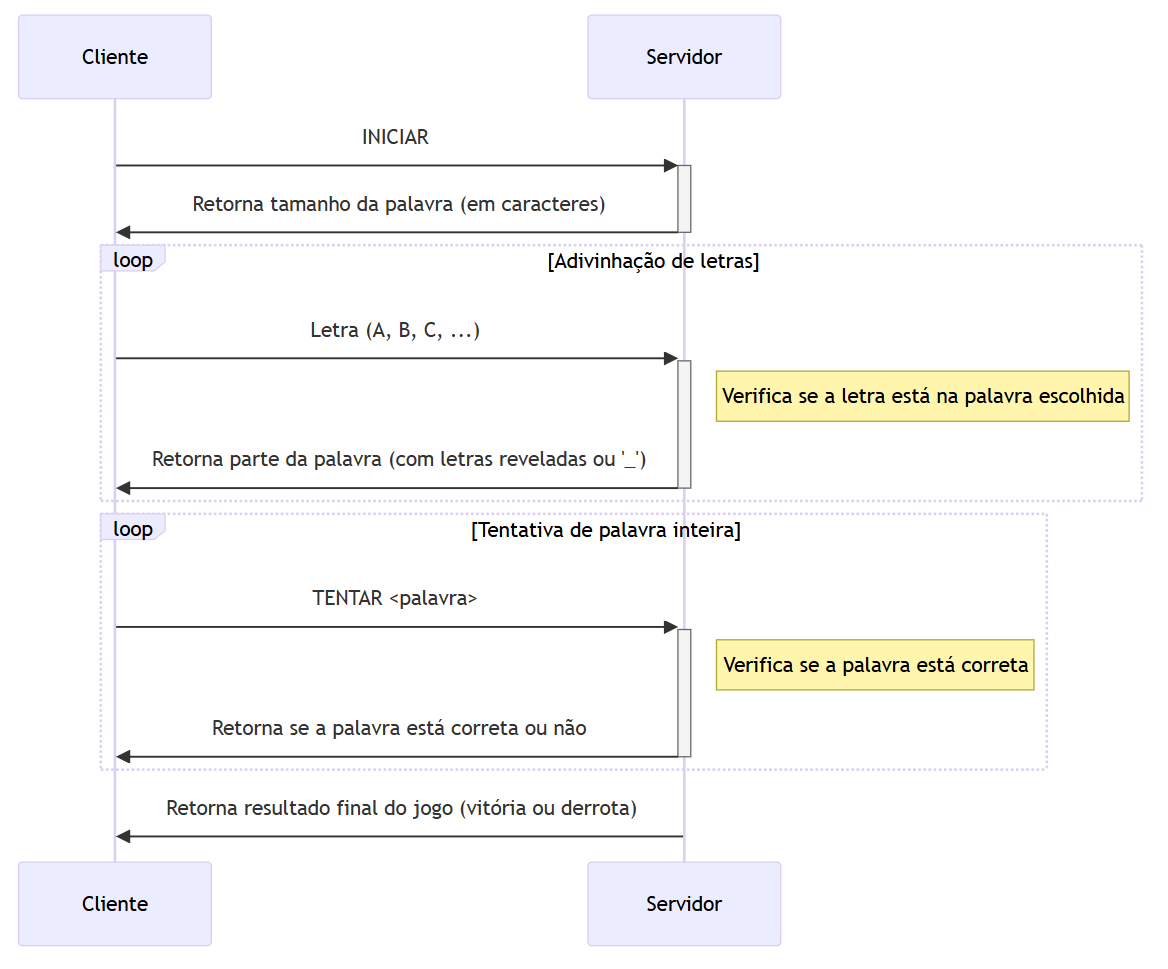 Cliente
Servidor
INICIAR
Retorna tamanho da palavra (em caracteres)
loop
[Adivinhação de letras]
Letra (A, B, C, ...)
Verifica se a letra está na palavra escolhida
Retorna parte da palavra (com letras reveladas ou '_')
loop
[Tentativa de palavra inteira]
TENTAR <palavra>
Verifica se a palavra está correta
Retorna se a palavra está correta ou não
Retorna resultado final do jogo (vitória ou derrota)
Cliente
Servidor